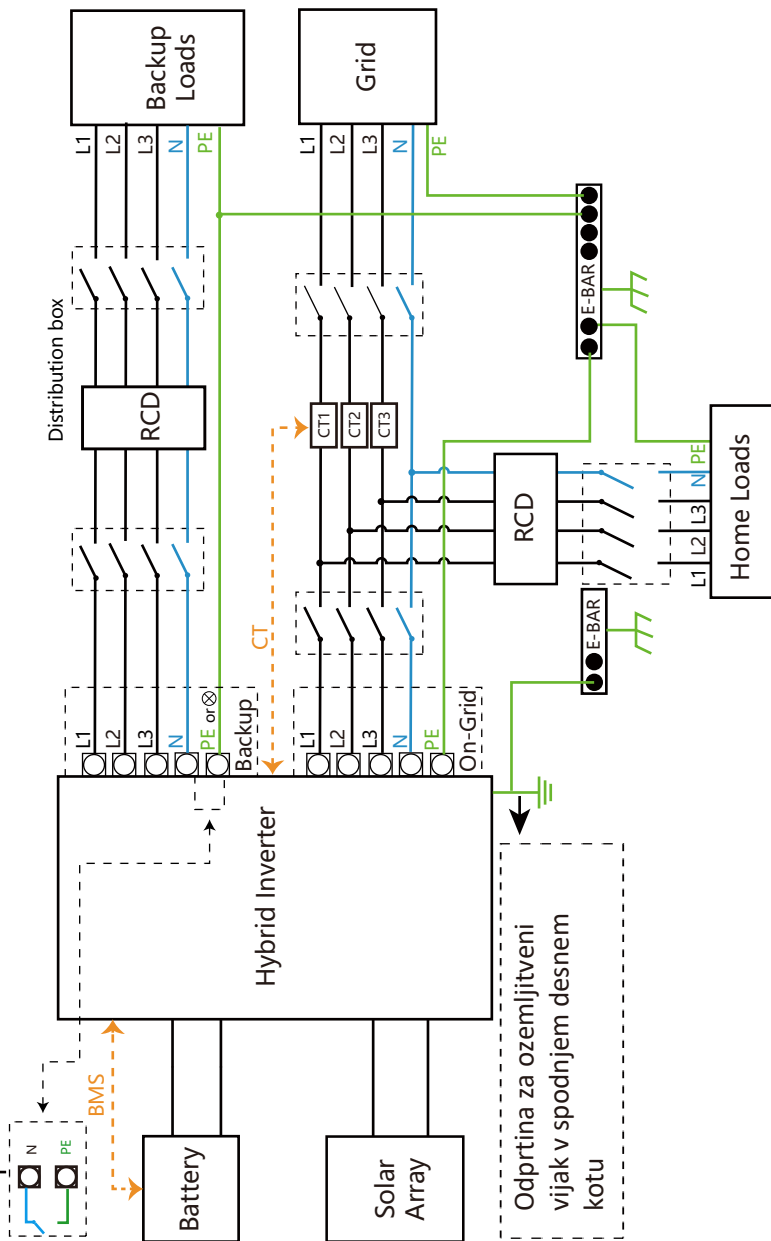 Backup
Loads
Grid
L1
L2
L3
N
PE
L1
L2
L3
N
PE
Distribution box
RCD
CT1
CT2
CT3
CT
E-BAR
RCD
L1
L2
L3
N
PE
Home Loads
E-BAR
L1
L2
L3
N
PE or⊗
Backup
L1
L2
L3
N
PE
On-Grid
Hybrid Inverter
Odprtina za ozemljitveni
vijak v spodnjem desnem
kotu
BMS
N
PE
Battery
Solar
Array